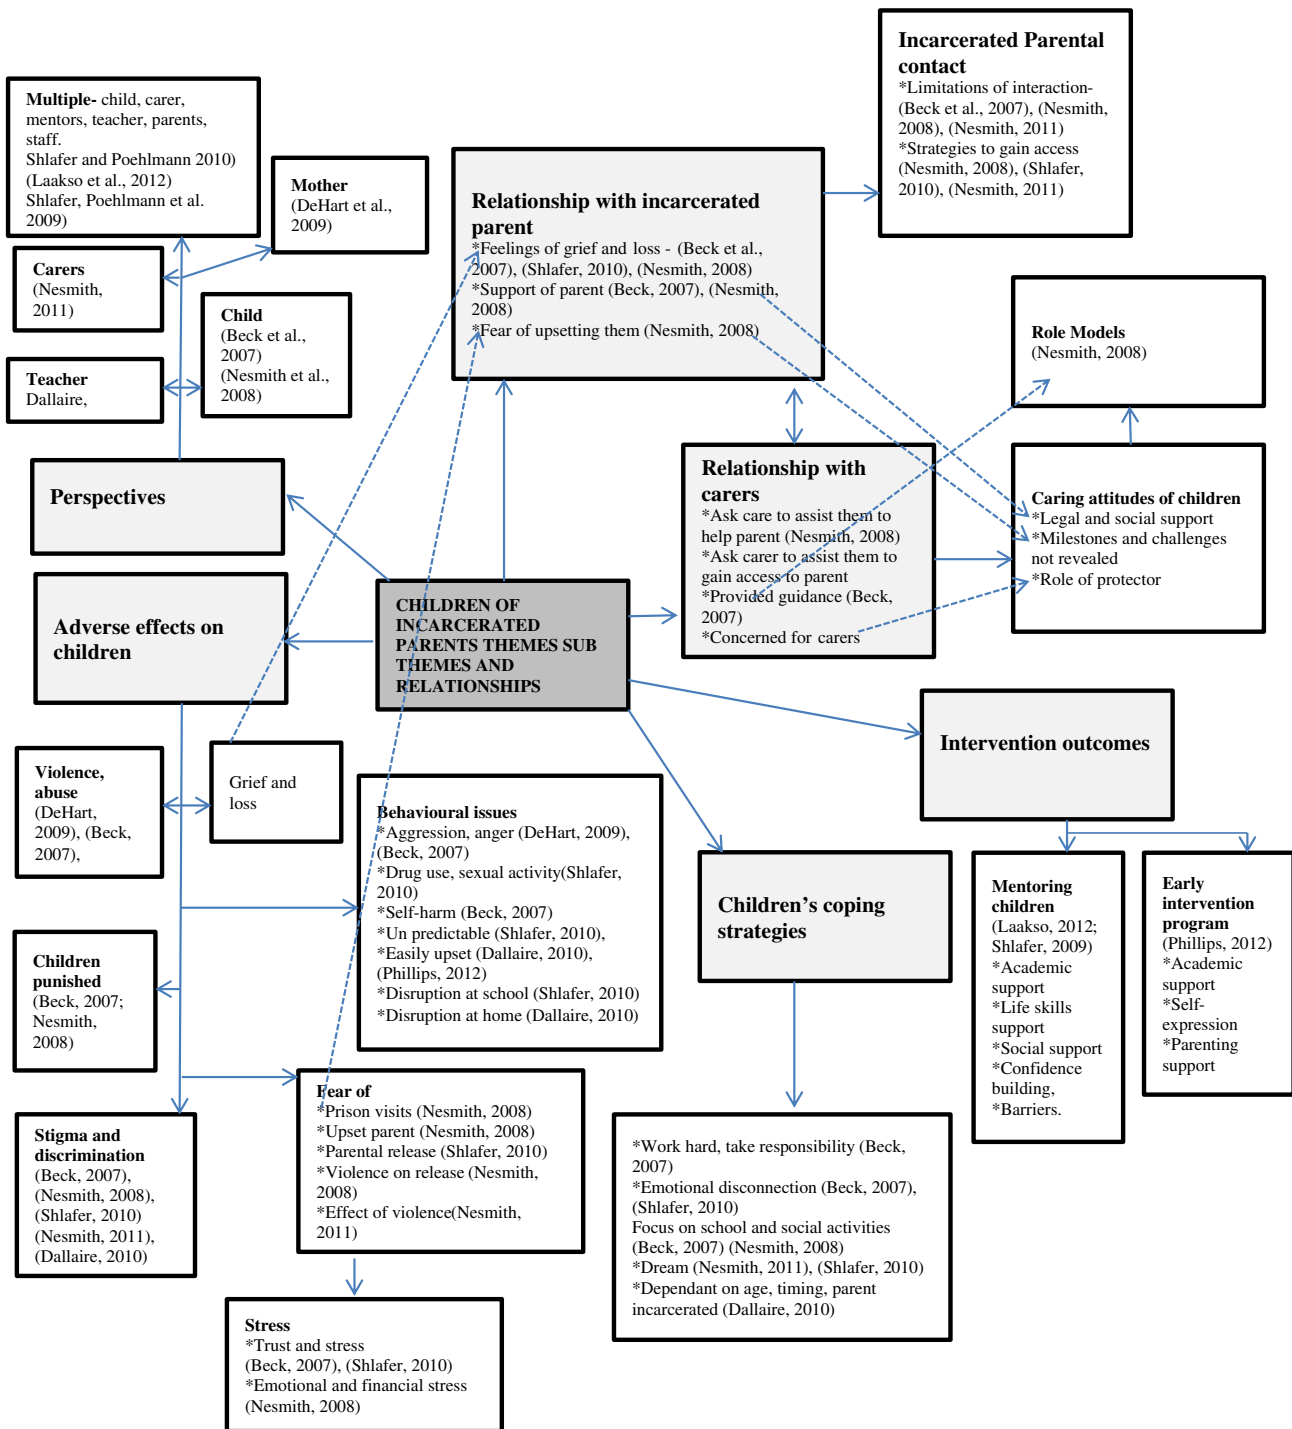 Incarcerated Parental
contact
*Limitations of interaction-
(Beck et al., 2007), (Nesmith,
2008), (Nesmith, 2011)
*Strategies to gain access
(Nesmith, 2008), (Shlafer,
2010), (Nesmith, 2011)
Multiple- child, carer,
mentors, teacher, parents,
staff.
Shlafer and Poehlmann 2010)
(Laakso et al., 2012)
Shlafer, Poehlmann et al.
2009)
Mother
(DeHart et al.,
2009)
Relationship with incarcerated
parent
*Feelings of grief and loss - (Beck et al.,
2007), (Shlafer, 2010), (Nesmith, 2008)
*Support of parent (Beck, 2007), (Nesmith,
2008)
*Fear of upsetting them (Nesmith, 2008)
Carers
(Nesmith,
2011)
Child
(Beck et al.,
2007)
(Nesmith et al.,
2008)
Teacher
Dallaire,
Role Models
(Nesmith, 2008)
Perspectives
Relationship with
carers
*Ask care to assist them to
help parent (Nesmith, 2008)
*Ask carer to assist them to
gain access to parent
*Provided guidance (Beck,
2007)
*Concerned for carers
Caring attitudes of children
*Legal and social support
*Milestones and challenges
not revealed
*Role of protector
Adverse effects on
children
CHILDREN OF
INCARCERATED
PARENTS THEMES SUB
THEMES AND
RELATIONSHIPS
Intervention outcomes
Violence,
abuse
(DeHart,
2009), (Beck,
2007),
Grief and
loss
Behavioural issues
*Aggression, anger (DeHart, 2009),
(Beck, 2007)
*Drug use, sexual activity(Shlafer,
2010)
*Self-harm (Beck, 2007)
*Un predictable (Shlafer, 2010),
*Easily upset (Dallaire, 2010),
(Phillips, 2012)
*Disruption at school (Shlafer, 2010)
*Disruption at home (Dallaire, 2010)
Children's coping
strategies
Mentoring
children
(Laakso, 2012;
Shlafer, 2009)
*Academic
support
*Life skills
support
*Social support
*Confidence
building,
*Barriers.
Early
intervention
program
(Phillips, 2012)
*Academic
support
*Self-
expression
*Parenting
support
Children
punished
(Beck, 2007;
Nesmith,
2008)
Fear of
*Prison visits (Nesmith, 2008)
*Upset parent (Nesmith, 2008)
*Parental release (Shlafer, 2010)
*Violence on release (Nesmith,
2008)
*Effect of violence(Nesmith,
2011)
Stigma and
discrimination
(Beck, 2007),
(Nesmith, 2008),
(Shlafer, 2010)
(Nesmith, 2011),
(Dallaire, 2010)
*Work hard, take responsibility (Beck,
2007)
*Emotional disconnection (Beck, 2007),
(Shlafer, 2010)
Focus on school and social activities
(Beck, 2007) (Nesmith, 2008)
*Dream (Nesmith, 2011), (Shlafer, 2010)
*Dependant on age, timing, parent
incarcerated (Dallaire, 2010)
Stress
*Trust and stress
(Beck, 2007), (Shlafer, 2010)
*Emotional and financial stress
(Nesmith, 2008)